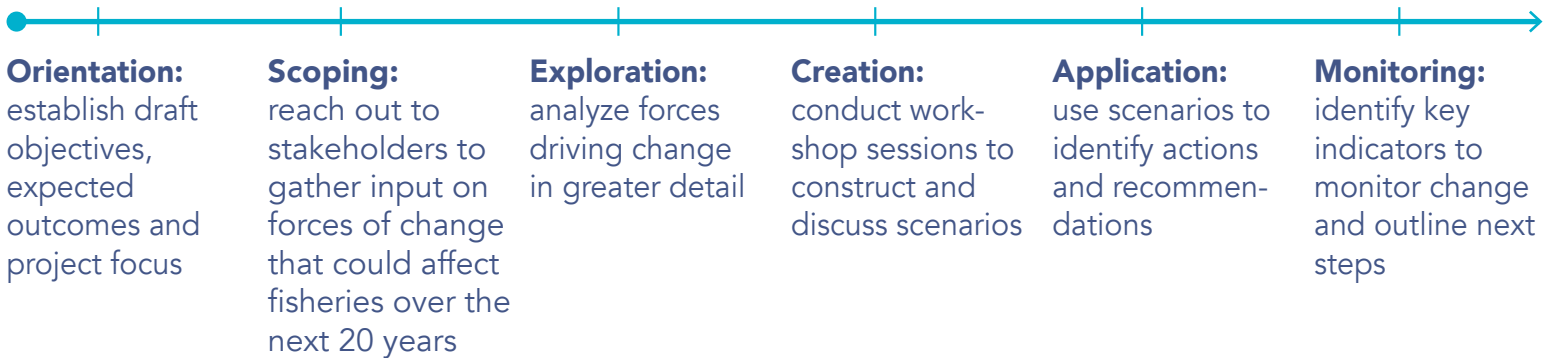 Orientation:
establish draft
objectives,
expected
outcomes and
project focus
Scoping:
reach out to
stakeholders to
gather input on
forces of change
that could affect
fisheries over the
next 20 years
Exploration:
analyze forces
driving change
in greater detail
Creation:
conduct work-
shop sessions to
construct and
discuss scenarios
Application:
use scenarios to
identify actions
and recommen-
dations
Monitoring:
identify key
indicators to
monitor change
and outline next
steps